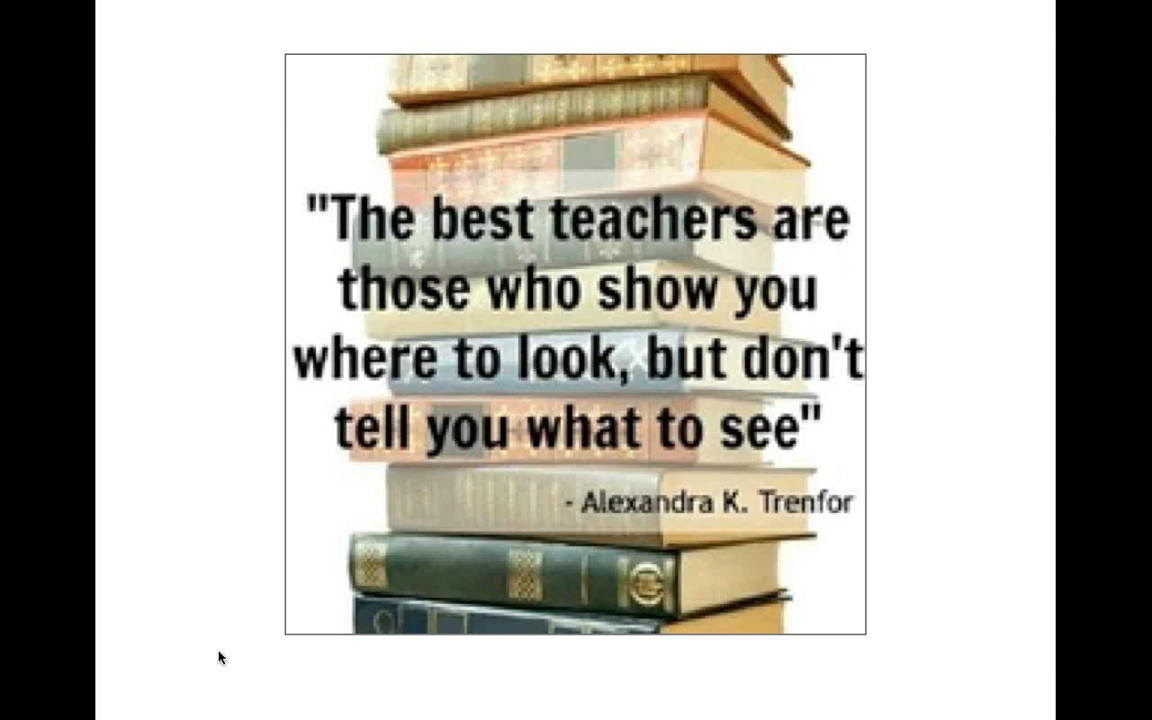 "The best teachers are
those who show you
where to look, but don't
tell you what to see"
- Alexandra K. Trenfor